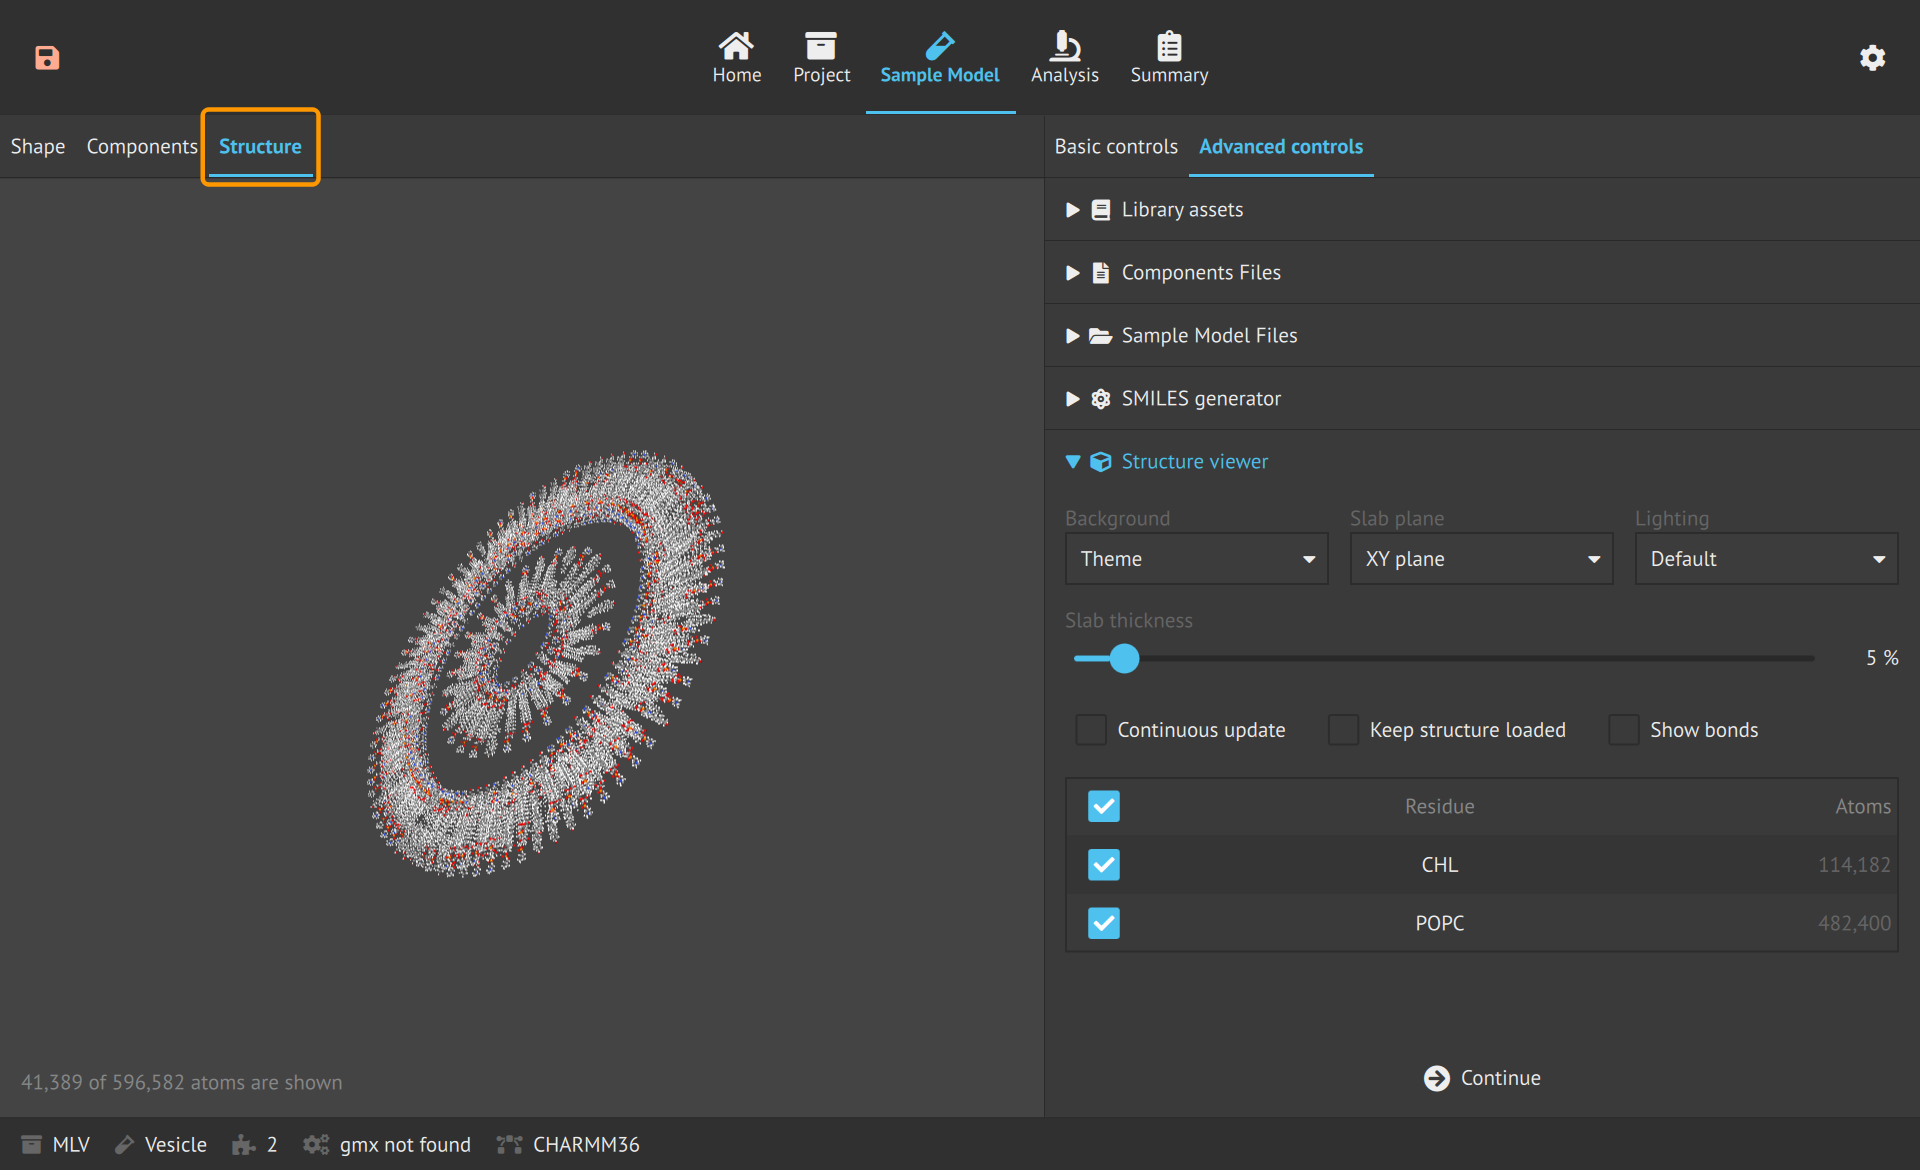 Home Project Sample Model Analysis Summary
Shape Components Structure
Basic controls Advanced controls
Library assets
Components Files
Sample Model Files
SMILES generator
Structure viewer
Background Slab plane Lighting
Theme XY plane Default
Slab thickness
5 %
Continuous update Keep structure loaded Show bonds
Residue Atoms
CHL 114,182
POPC 482,400
Continue
41,389 of 596,582 atoms are shown
MLV Vesicle 2 gmx not found CHARMM36